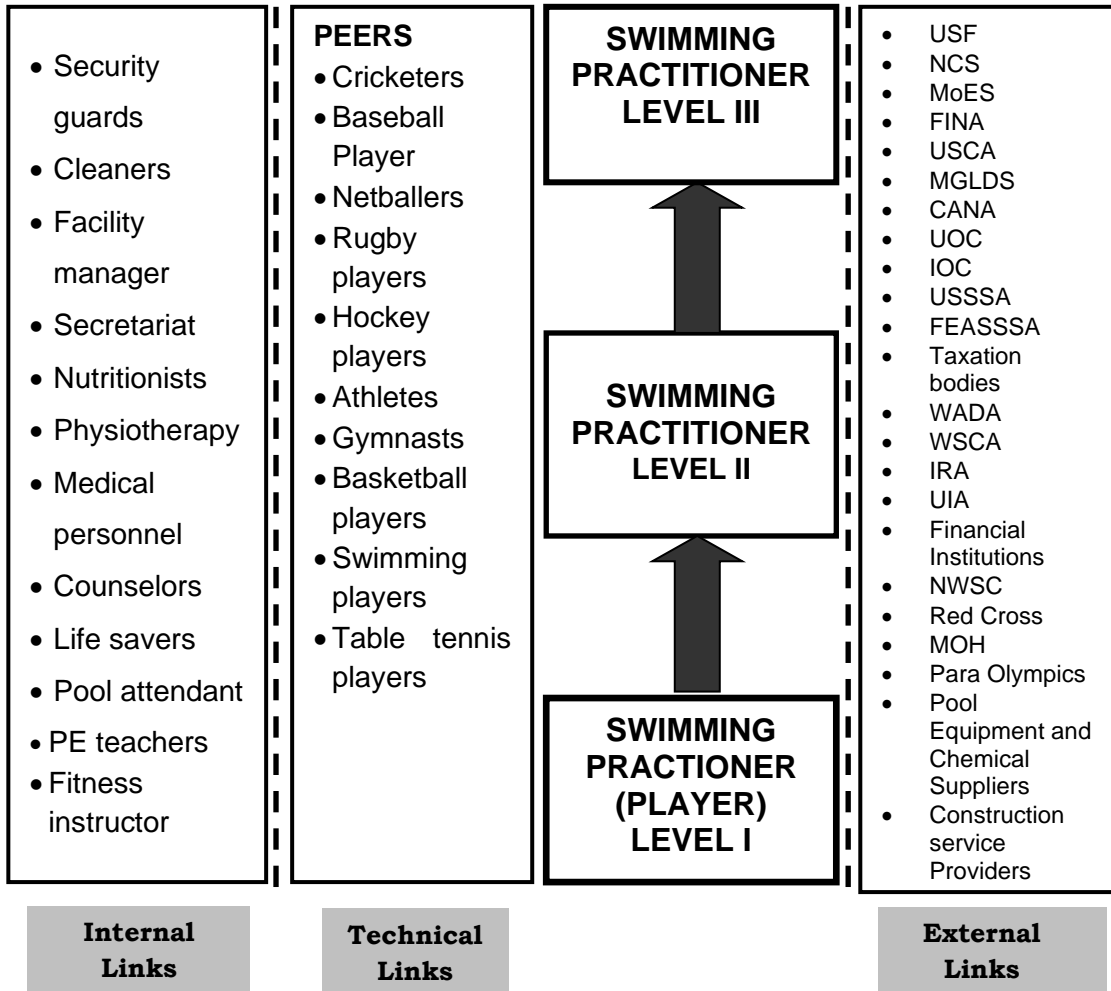 • Security
guards
• Cleaners
• Facility
manager
• Secretariat
• Nutritionists
• Physiotherapy
• Medical
personnel
• Counselors
• Life savers
• Pool attendant
• PE teachers
• Fitness
instructor
Internal
Links
PEERS
• Cricketers
• Baseball
Player
• Netballers
• Rugby
players
• Hockey
players
• Athletes
• Gymnasts
• Basketball
players
• Swimming
players
• Table tennis
players
Technical
Links
SWIMMING
PRACTITIONER
LEVEL III
SWIMMING
PRACTITIONER
LEVEL II
SWIMMING
PRACTIONER
(PLAYER)
LEVEL I
• USF
• NCS
• MoES
• FINA
• USCA
• MGLDS
• CANA
• UOC
• IOC
• USSSA
• FEASSSA
• Taxation
bodies
• WADA
• WSCA
• IRA
• UIA
• Financial
Institutions
• NWSC
• Red Cross
• MOH
• Para Olympics
• Pool
Equipment and
Chemical
Suppliers
• Construction
service
Providers
External
Links